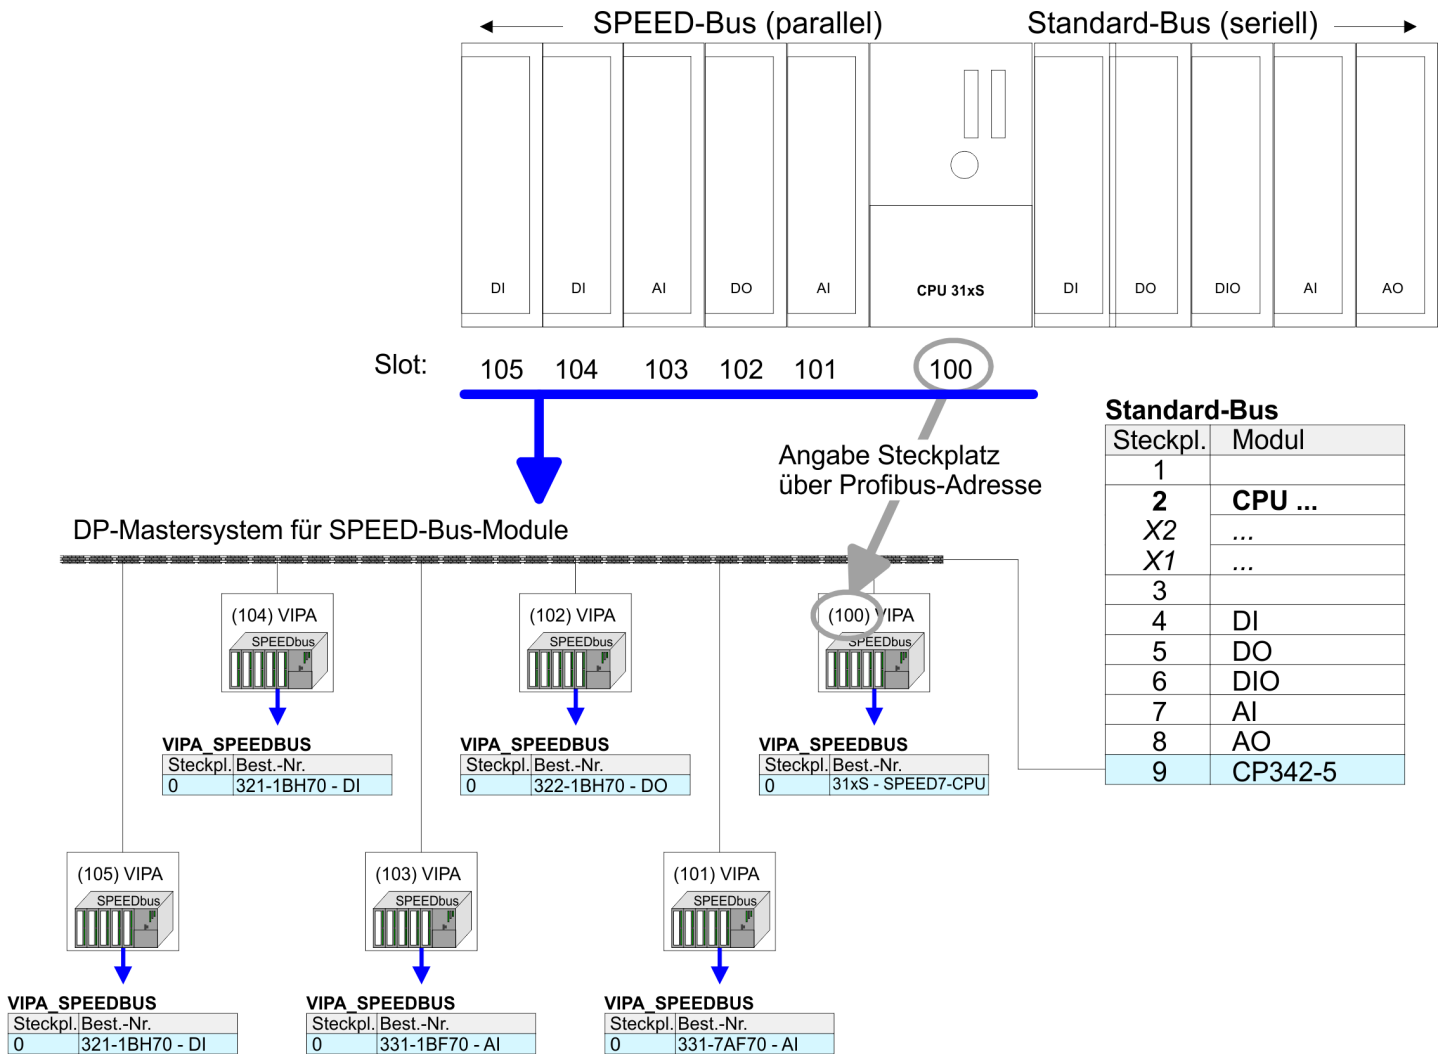 SPEED-Bus (parallel) Standard-Bus (seriell)
DI DI AI DO AI CPU 31xS DI DO DIO AI AO
Slot: 105 104 103 102 101 100
Angabe Steckplatz
über Profibus-Adresse
Standard-Bus
Steckpl. Modul
1
2 CPU ...
X2 ...
X1 ...
3
4 DI
5 DO
6 DIO
7 AI
8 AO
9 CP342-5
DP-Mastersystem für SPEED-Bus-Module
(104) VIPA
SPEEDbus
VIPA_SPEEDBUS
Steckpl. Best.-Nr.
0 321-1BH70 - DI
(102) VIPA
SPEEDbus
VIPA_SPEEDBUS
Steckpl. Best.-Nr.
0 322-1BH70 - DO
(100) VIPA
SPEEDbus
VIPA_SPEEDBUS
Steckpl. Best.-Nr.
0 31xS - SPEED7-CPU
(105) VIPA
SPEEDbus
VIPA_SPEEDBUS
Steckpl. Best.-Nr.
0 321-1BH70 - DI
(103) VIPA
SPEEDbus
VIPA_SPEEDBUS
Steckpl. Best.-Nr.
0 331-1BF70 - AI
(101) VIPA
SPEEDbus
VIPA_SPEEDBUS
Steckpl. Best.-Nr.
0 331-7AF70 - AI